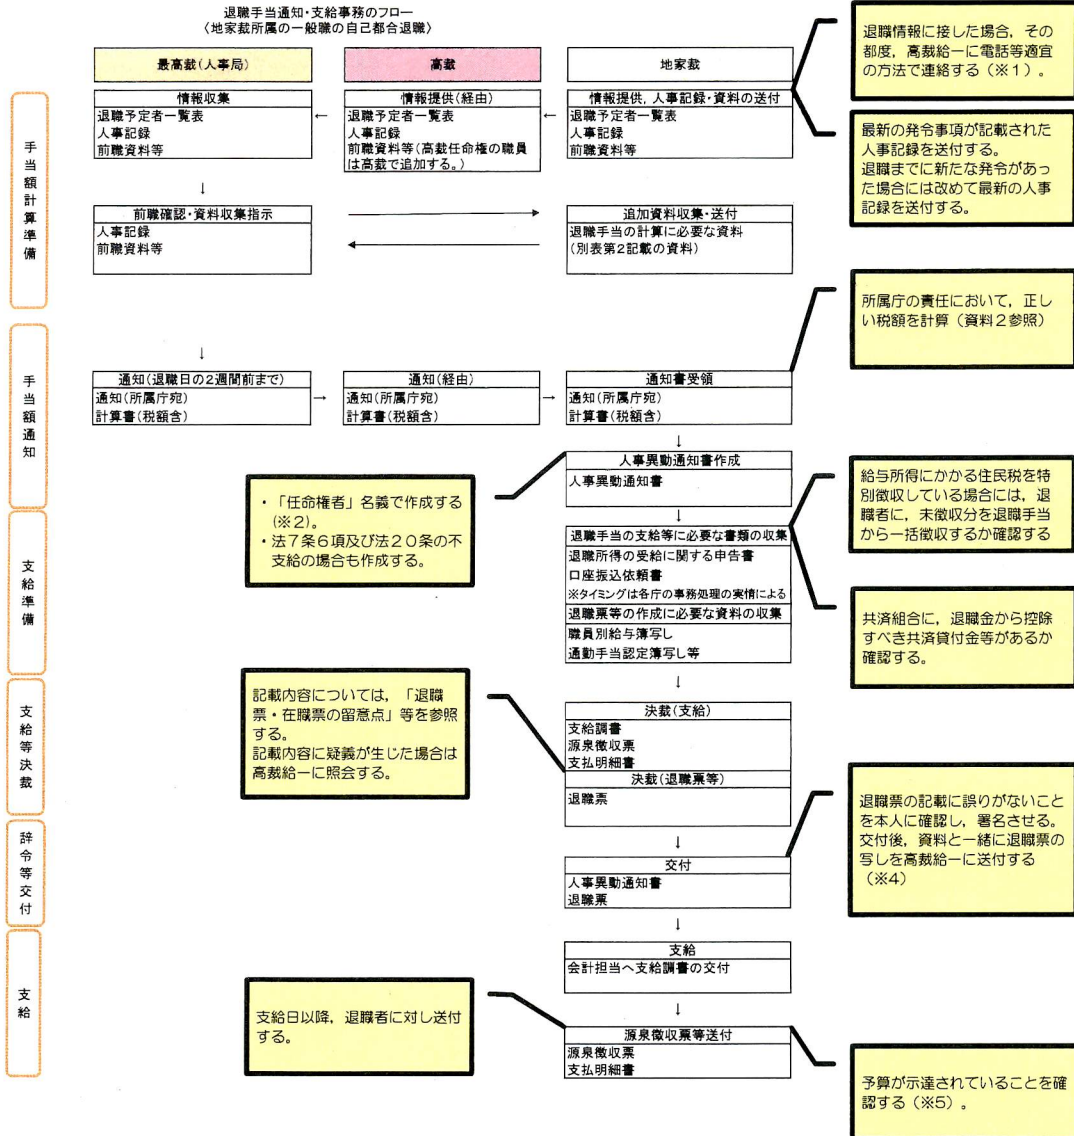 退職手当通知・支給事務のフロー
〈地家裁所属の一般職の自己都合退職〉
最高裁(人事局)
高裁
地家裁
手当額計算準備
情報収集
退職予定者一覧表
人事記録
前職資料等
←
情報提供(経由)
退職予定者一覧表
人事記録
前職資料等(高裁任命権の職員
は高裁で追加する。)
←
情報提供,人事記録・資料の送付
退職予定者一覧表
人事記録
前職資料等
退職情報に接した場合,その
都度,高裁給一に電話等適宜
の方法で連絡する(※1)。
最新の発令事項が記載された
人事記録を送付する。
退職までに新たな発令があっ
た場合には改めて最新の人事
記録を送付する。
↓
前職確認・資料収集指示
人事記録
前職資料等
追加資料収集・送付
退職手当の計算に必要な資料
(別表第2記載の資料)
所属庁の責任において,正し
い税額を計算(資料2参照)
手当額通知
↓
通知(退職日の2週間前まで)
通知(所属庁宛)
計算書(税額含)
→
通知(経由)
通知(所属庁宛)
計算書(税額含)
→
通知書受領
通知(所属庁宛)
計算書(税額含)
↓
人事異動通知書作成
人事異動通知書
・「任命権者」名義で作成する
(※2)。
・法7条6項及び法20条の不
支給の場合も作成する。
給与所得にかかる住民税を特
別徴収している場合には,退
職者に,未徴収分を退職手当
から一括徴収するか確認する
支給準備
↓
退職手当の支給等に必要な書類の収集
退職所得の受給に関する申告書
口座振込依頼書
※タイミングは各庁の事務処理の実情による
退職票等の作成に必要な資料の収集
職員別給与簿写し
通勤手当認定簿写し等
共済組合に,退職金から控除
すべき共済貸付金等があるか
確認する。
↓
支給等決裁
記載内容については,「退職
票・在職票の留意点」等を参照
する。
記載内容に疑義が生じた場合は
高裁給一に照会する。
決裁(支給)
支給調書
源泉徴収票
支払明細書
決裁(退職票等)
退職票
退職票の記載に誤りがないこと
を本人に確認し,署名させる。
交付後,資料と一緒に退職票の
写しを高裁給一に送付する
(※4)
↓
辞令等交付
交付
人事異動通知書
退職票
↓
支給
支給
会計担当へ支給調書の交付
↓
支給日以降,退職者に対し送付
する。
源泉徴収票等送付
源泉徴収票
支払明細書
予算が示達されていることを確
認する(※5)。